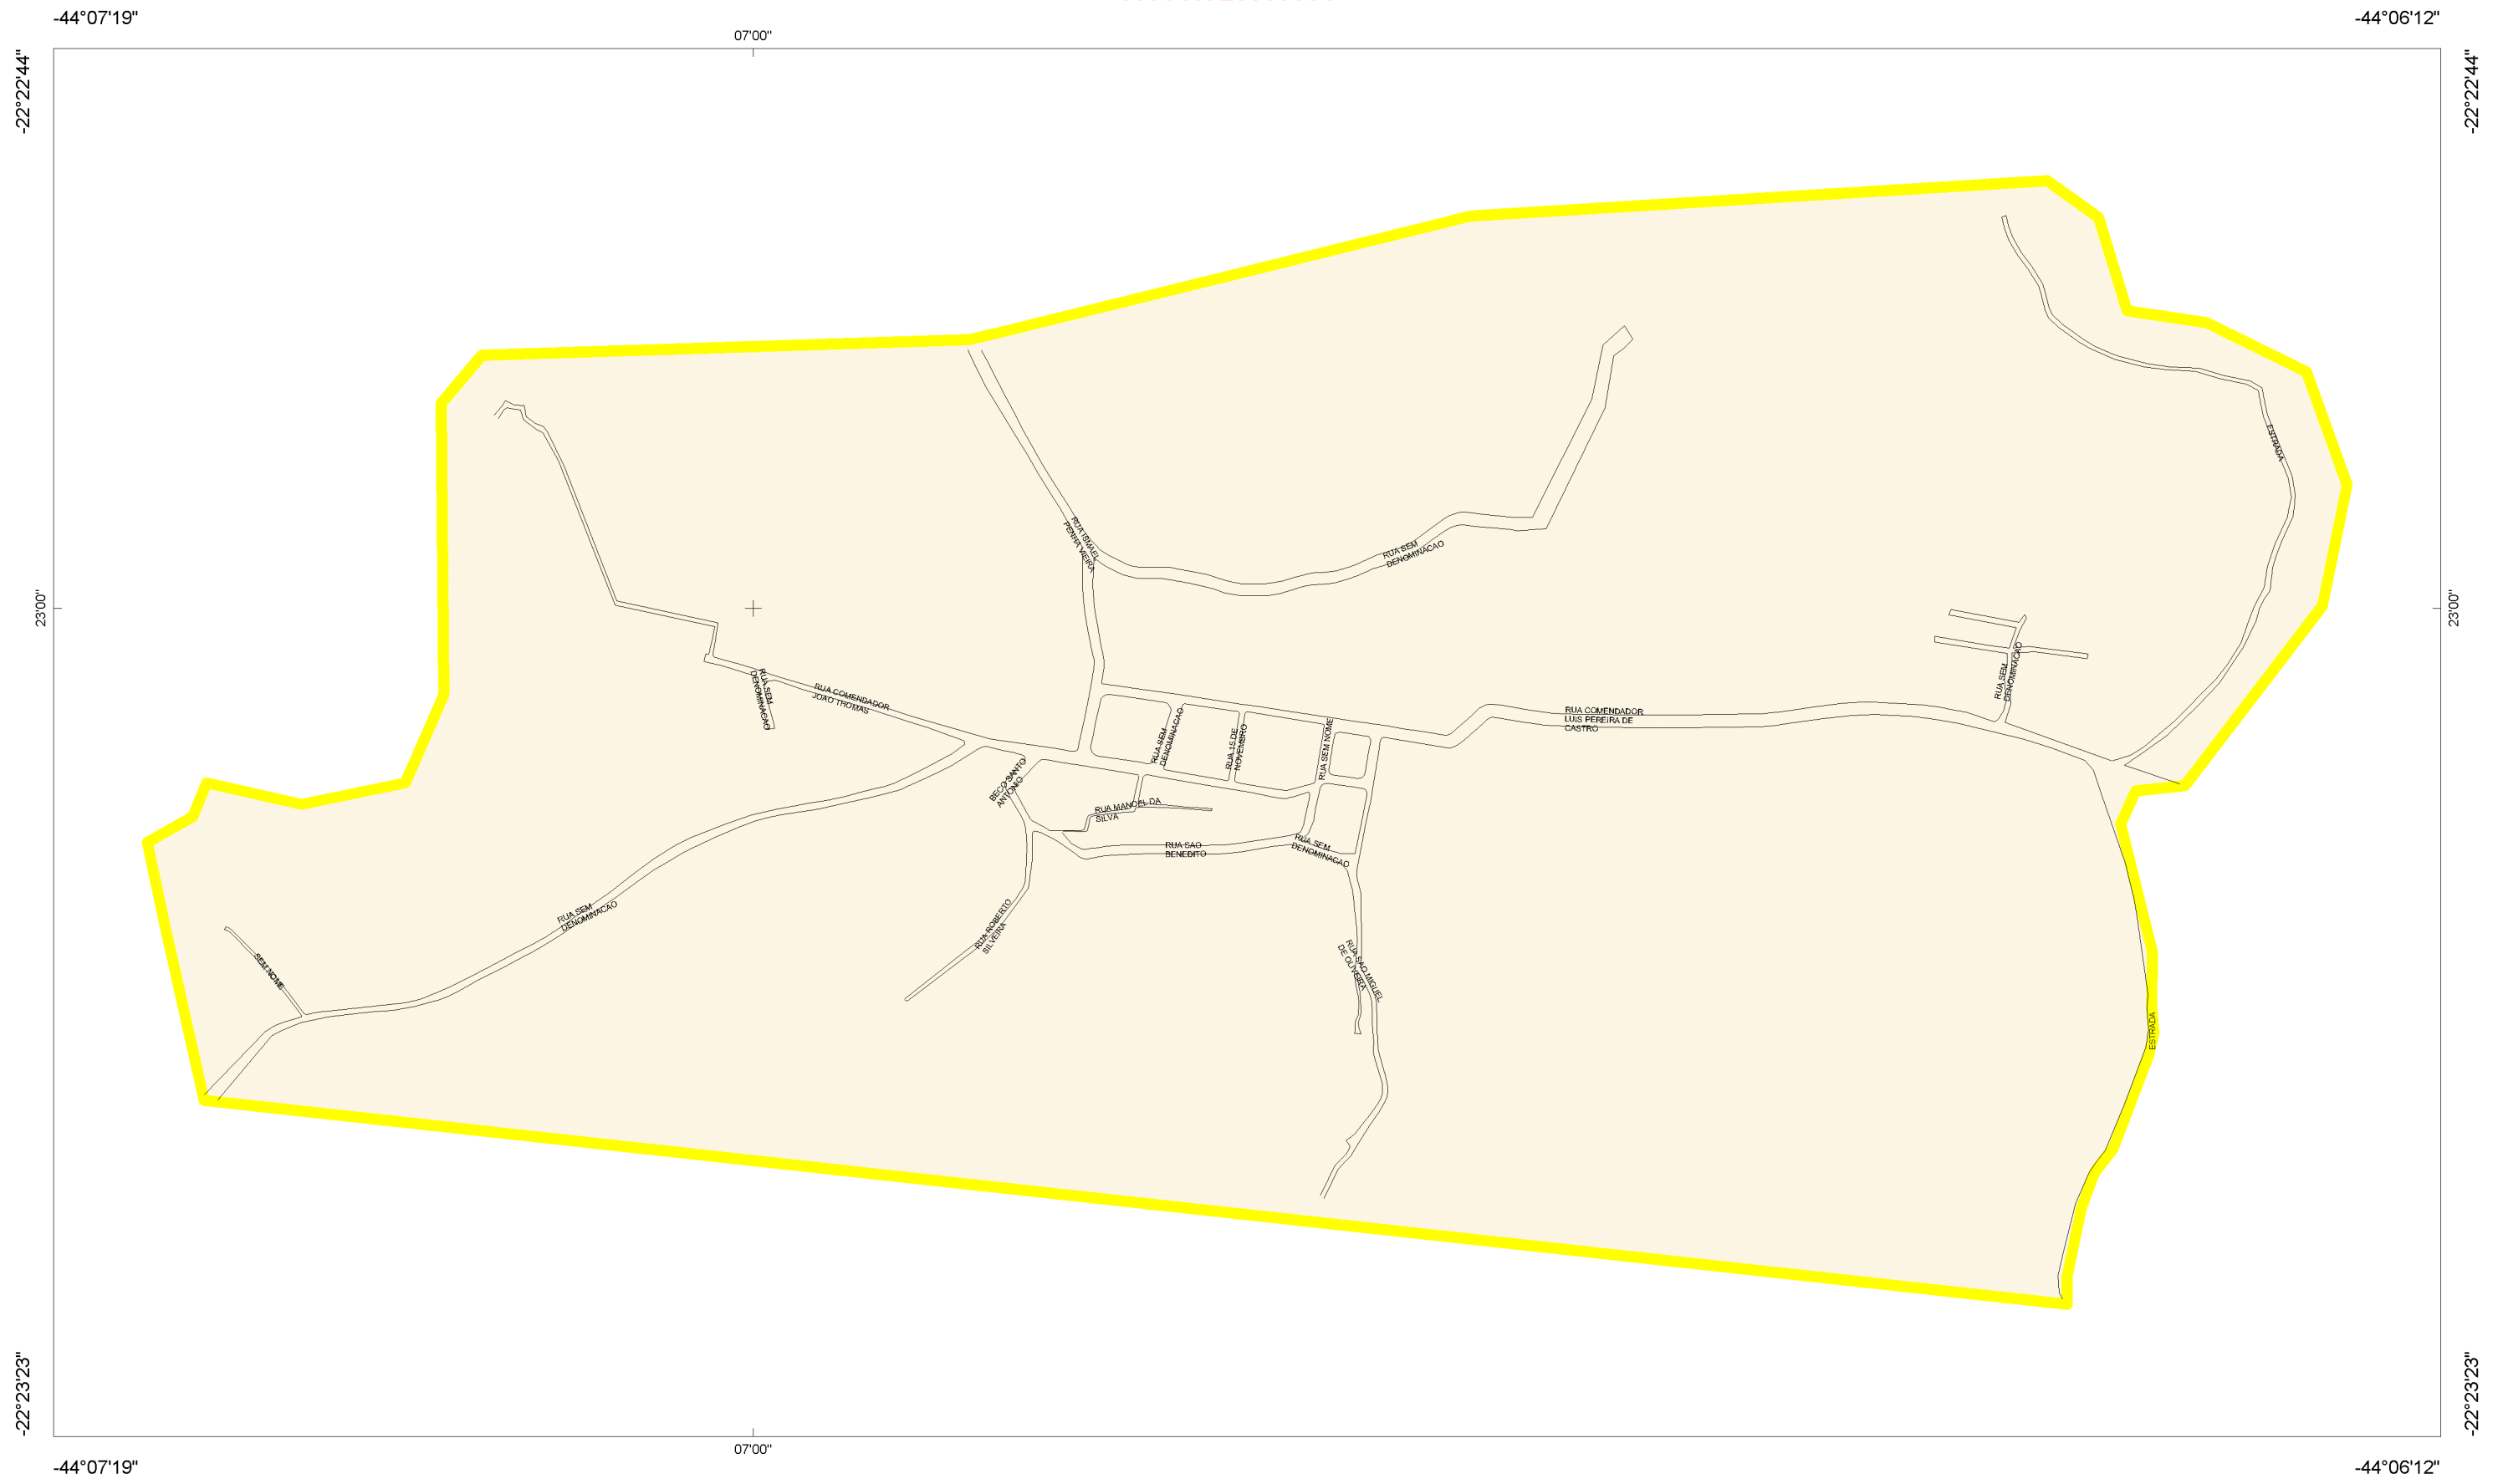 -44°07'19"
-44°06'12"
07'00"
-22°22'44"
-22°22'44"
ESTRADA
RUA ISMAEL
PENHA VIEIRA
RUA SEM
DENOMINACAO
23'00"
23'00"
RUA SEM
DENOMINACAO
RUA SEM
DENOMINACAO
RUA COMENDADOR
JOAO THOMAS
RUA COMENDADOR
LUIS PEREIRA DE
CASTRO
RUA SEM
DENOMINACAO
RUA 15 DE
NOVEMBRO
RUA SEM NOME
BECO SANTO
ANTONIO
RUA MANOEL DA
SILVA
RUA SAO
BENEDITO
RUA SEM
DENOMINACAO
RUA SEM
DENOMINACAO
RUA ROBERTO
SILVEIRA
SEM NOME
RUA SAO MIGUEL
DE OLIVEIRA
ESTRADA
-22°23'23"
-22°23'23"
07'00"
-44°07'19"
-44°06'12"